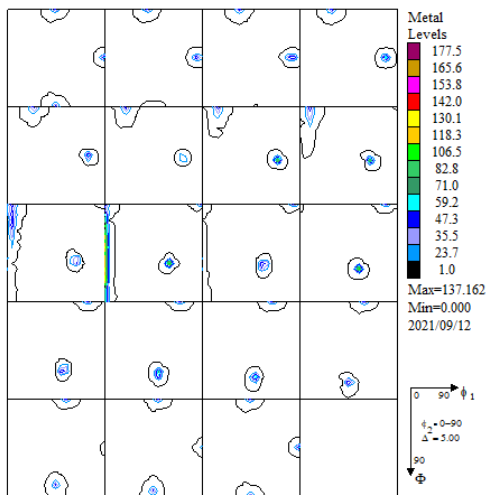 Metal
Levels
177.5
165.6
153.8
142.0
130.1
118.3
106.5
82.8
71.0
59.2
47.3
35.5
23.7
1.0
Max=137.162
Min=0.000
2021/09/12
0 90 ϕ1
ϕ2= 0-90
Δ = 5.00
90
Φ